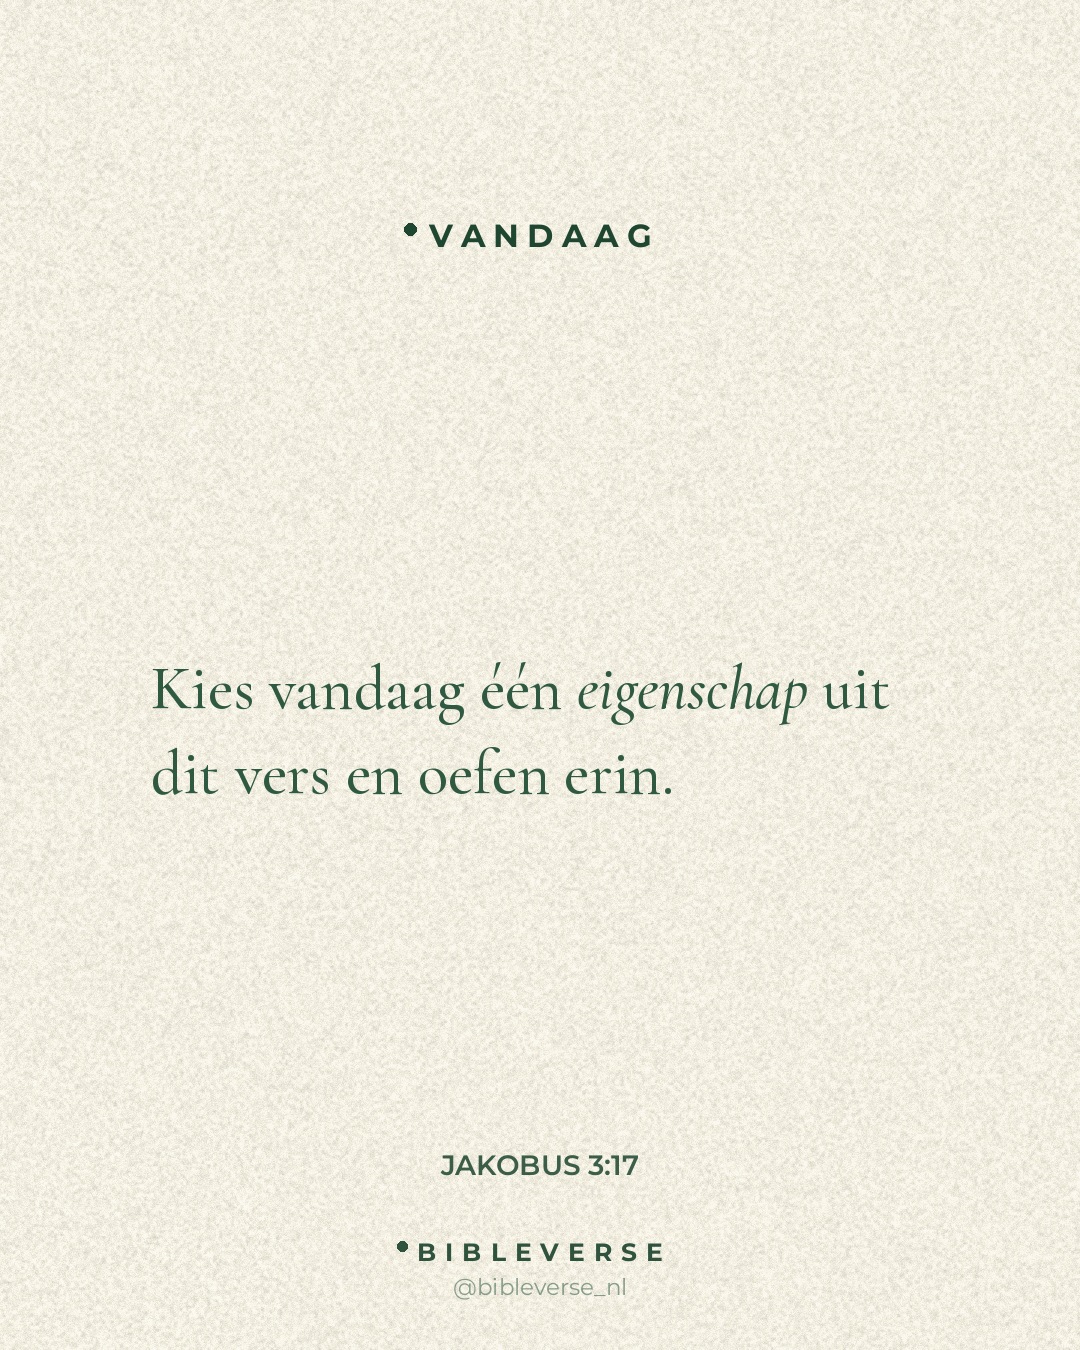 • VANDAAG
Kies vandaag één eigenschap uit
dit vers en oefen erin.
JAKOBUS 3:17
• BIBLEVERSE
@bibleverse_nl